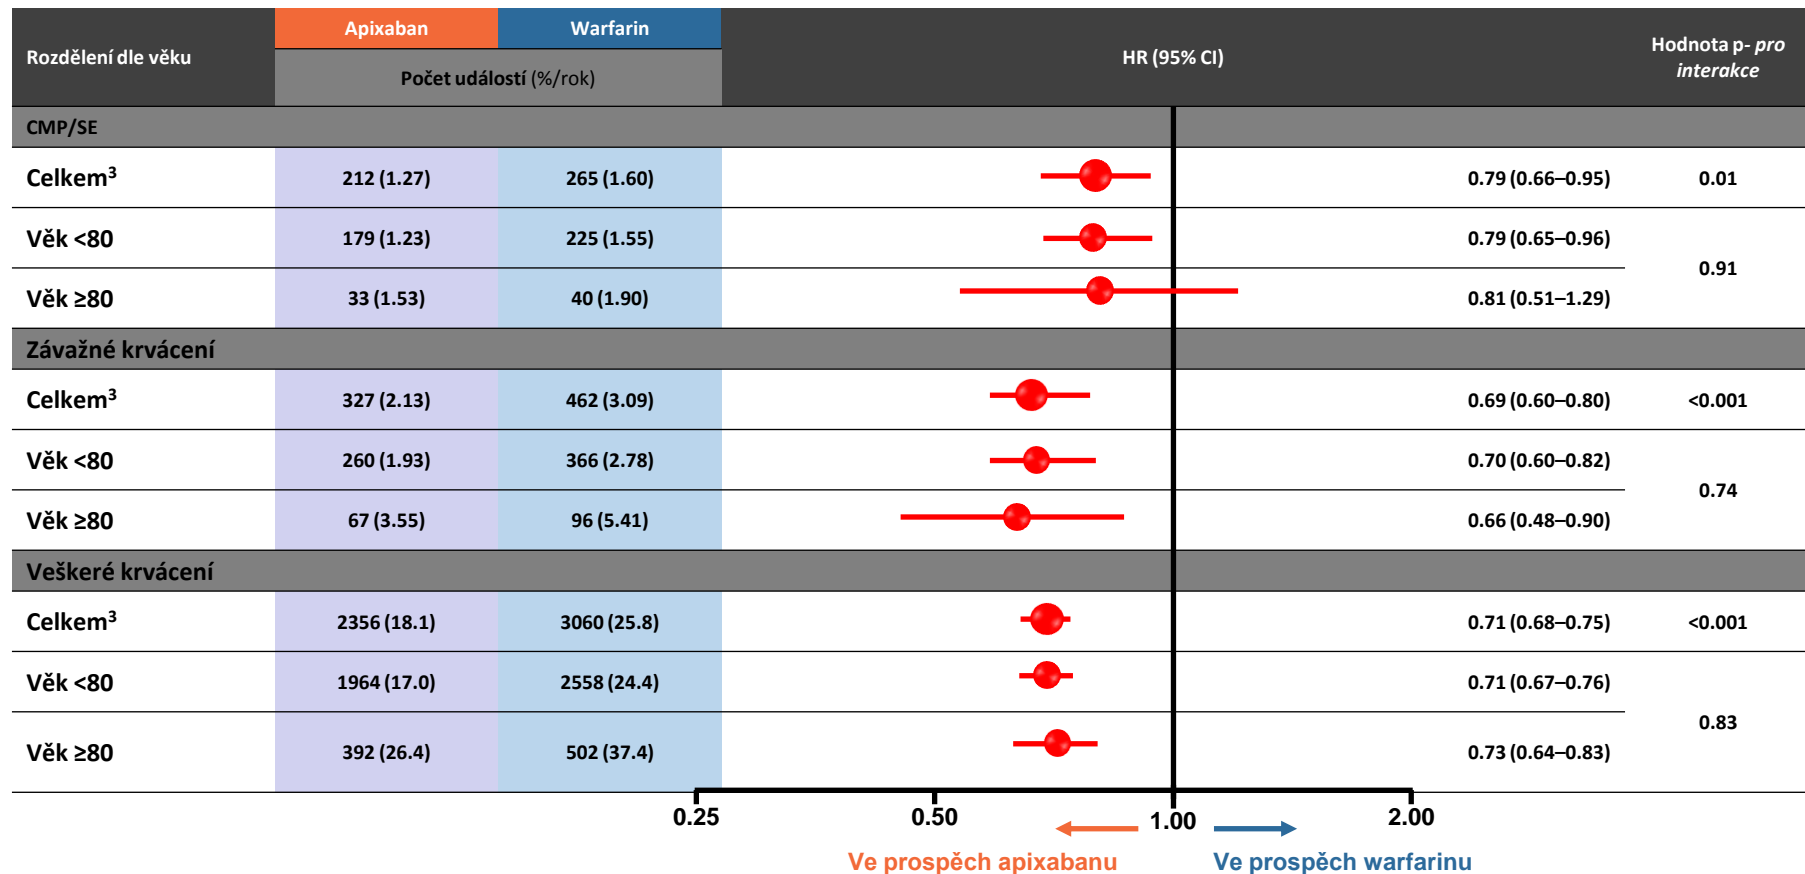 Rozdělení dle věku
Apixaban
Warfarin
Počet událostí (%/rok)
HR (95% CI)
Hodnota p- pro
interakce
CMP/SE
Celkem³ 212 (1.27) 265 (1.60) 0.79 (0.66–0.95) 0.01
Věk <80 179 (1.23) 225 (1.55) 0.79 (0.65–0.96)
0.91
Věk ≥80 33 (1.53) 40 (1.90) 0.81 (0.51–1.29)
Závažné krvácení
Celkem³ 327 (2.13) 462 (3.09) 0.69 (0.60–0.80) <0.001
Věk <80 260 (1.93) 366 (2.78) 0.70 (0.60–0.82)
0.74
Věk ≥80 67 (3.55) 96 (5.41) 0.66 (0.48–0.90)
Veškeré krvácení
Celkem³ 2356 (18.1) 3060 (25.8) 0.71 (0.68–0.75) <0.001
Věk <80 1964 (17.0) 2558 (24.4) 0.71 (0.67–0.76)
0.83
Věk ≥80 392 (26.4) 502 (37.4) 0.73 (0.64–0.83)
0.25 0.50 1.00 2.00
Ve prospěch apixabanu Ve prospěch warfarinu